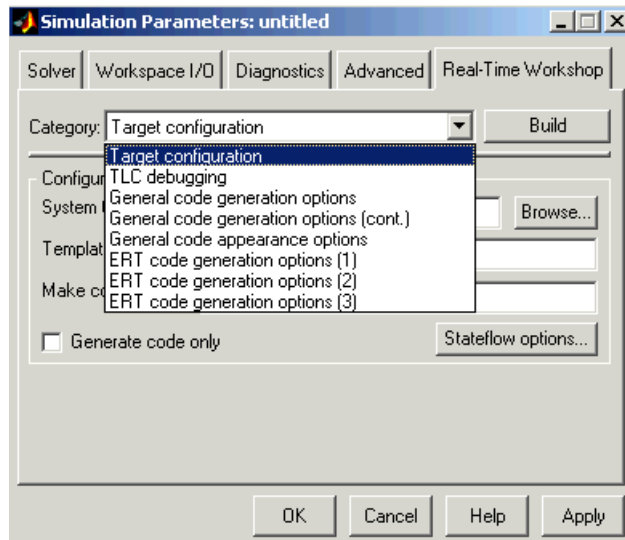 Simulation Parameters: untitled
Solver Workspace I/O Diagnostics Advanced Real-Time Workshop
Category: Target configuration Build
Target configuration
TLC debugging
General code generation options
General code generation options (cont.)
General code appearance options
ERT code generation options (1)
ERT code generation options (2)
ERT code generation options (3)
System Browse...
Make
Generate code only Stateflow options...
OK Cancel Help Apply